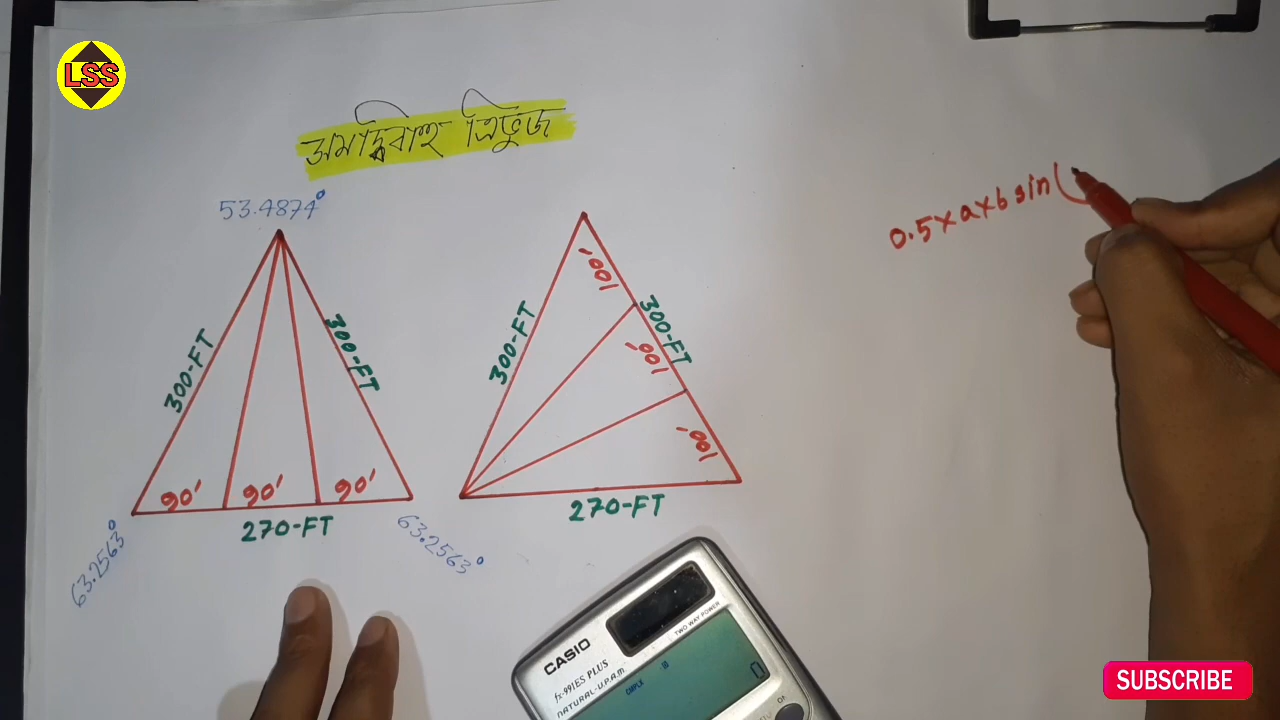 LSS
সমদ্বিবাহু ত্রিভুজ
53.4874°
0.5×a×b sin(
300-FT
300-FT
90'
90'
90'
270-FT
63.2563°
63.2563°
300-FT
300-FT
100'
100'
100'
270-FT
CASIO
fx-991ES PLUS
NATURAL-V.P.A.M.
TWO WAY POWER
CMPLX
D
ON
SUBSCRIBE